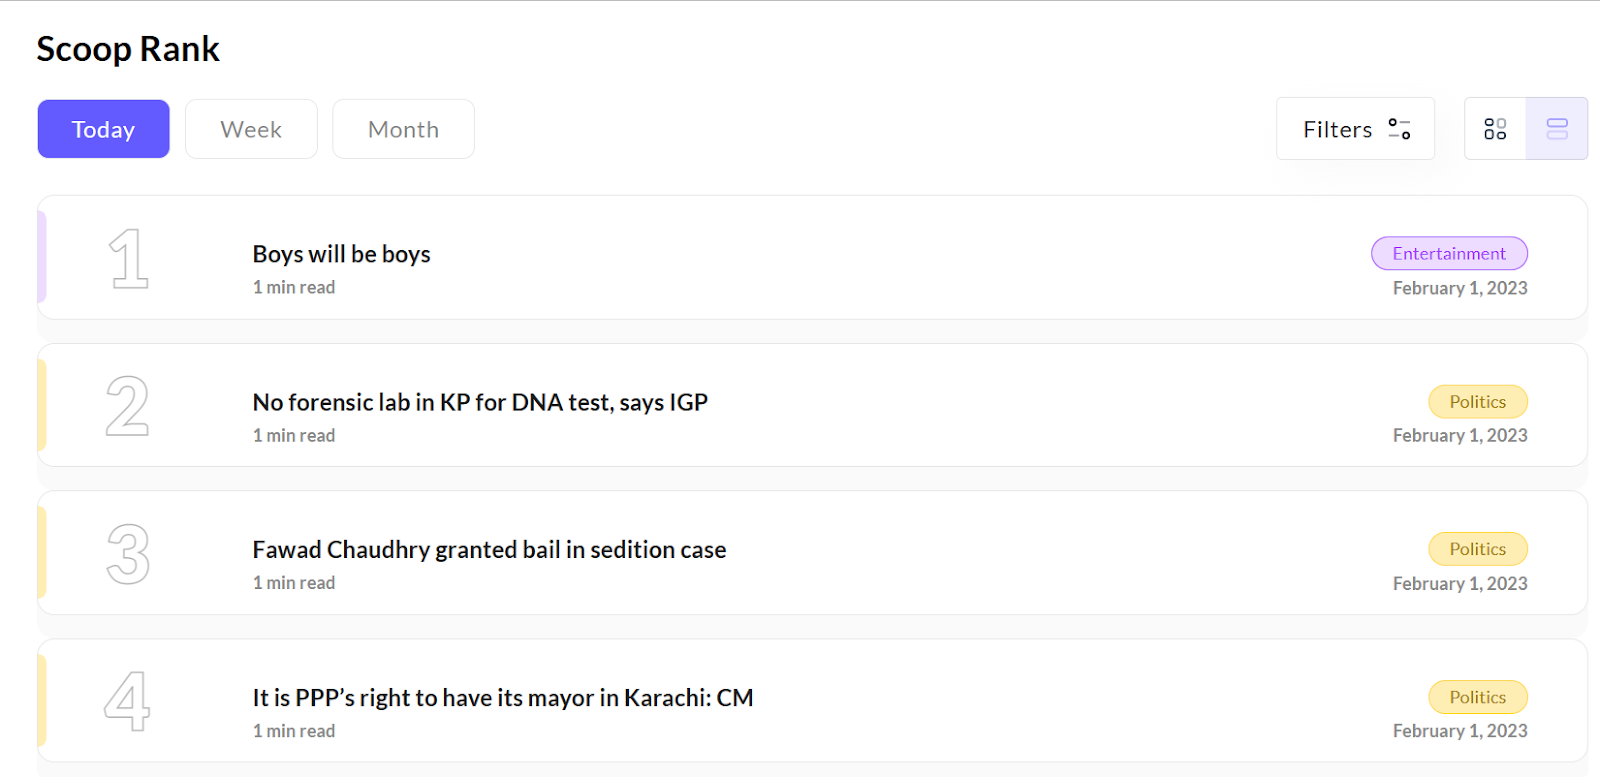 Scoop Rank
Today Week Month Filters
1
Boys will be boys
1 min read
Entertainment
February 1, 2023
2
No forensic lab in KP for DNA test, says IGP
1 min read
Politics
February 1, 2023
3
Fawad Chaudhry granted bail in sedition case
1 min read
Politics
February 1, 2023
4
It is PPP’s right to have its mayor in Karachi: CM
1 min read
Politics
February 1, 2023